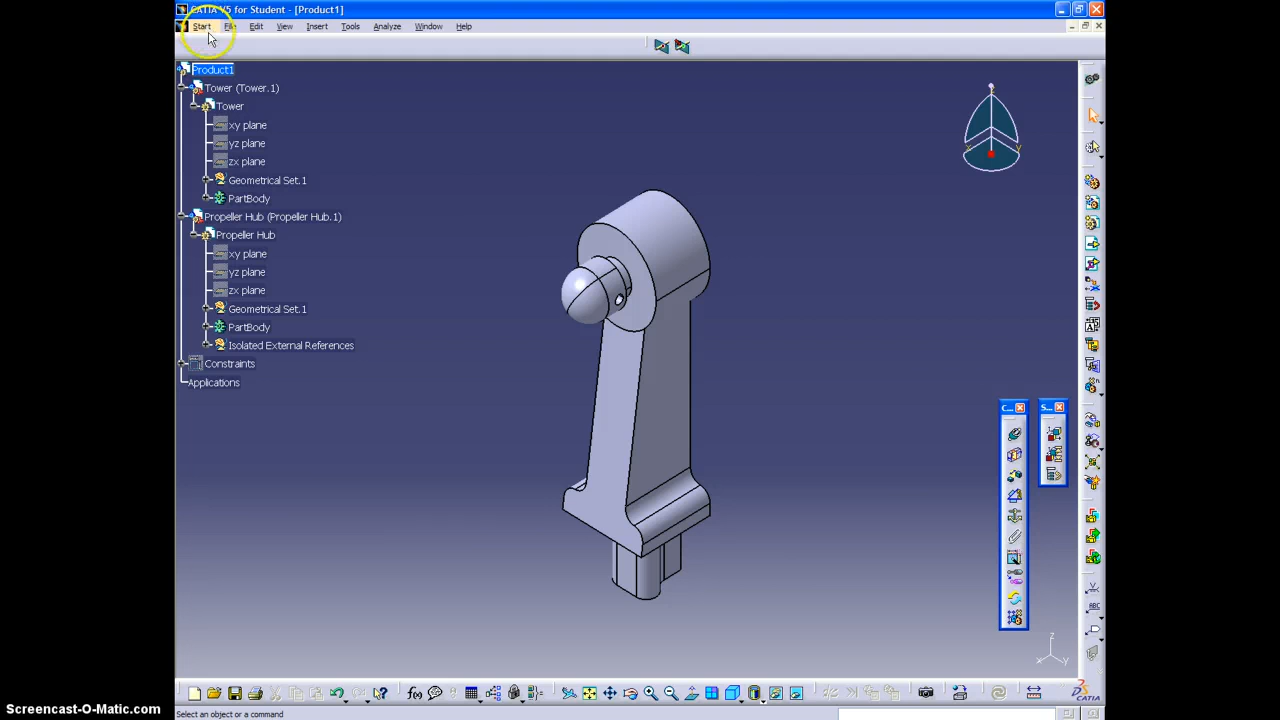 CATIA V5 for Student - [Product1]
Start File Edit View Insert Tools Analyze Window Help
Product1
Tower (Tower.1)
Tower
xy plane
yz plane
zx plane
Geometrical Set.1
PartBody
Propeller Hub (Propeller Hub.1)
Propeller Hub
xy plane
yz plane
zx plane
Geometrical Set.1
PartBody
Isolated External References
Constraints
Applications
C...
S...
z
x y
f(x)
CATIA
Screencast-O-Matic.com
Select an object or a command